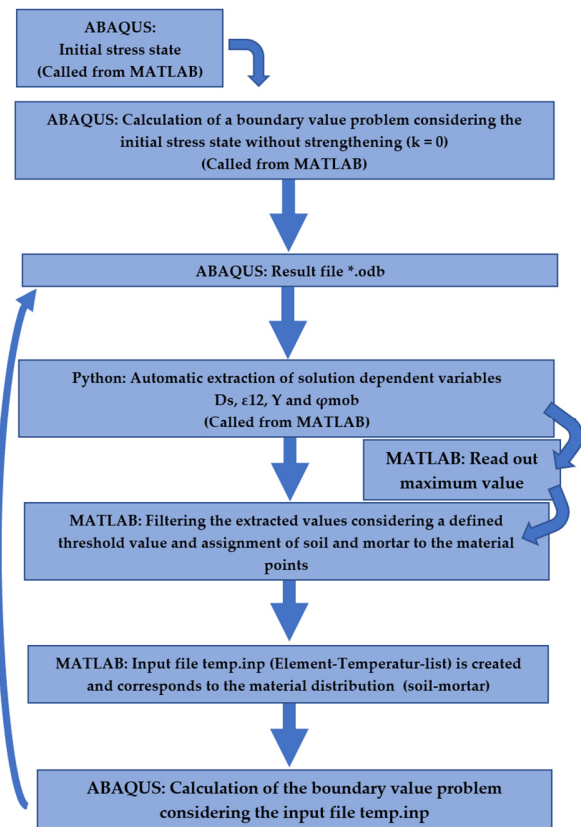 ABAQUS:
Initial stress state
(Called from MATLAB)
ABAQUS: Calculation of a boundary value problem considering the
initial stress state without strengthening (k = 0)
(Called from MATLAB)
ABAQUS: Result file *.odb
Python: Automatic extraction of solution dependent variables
Ds, ε12, Y and φmob
(Called from MATLAB)
MATLAB: Read out
maximum value
MATLAB: Filtering the extracted values considering a defined
threshold value and assignment of soil and mortar to the material
points
MATLAB: Input file temp.inp (Element-Temperatur-list) is created
and corresponds to the material distribution (soil-mortar)
ABAQUS: Calculation of the boundary value problem
considering the input file temp.inp